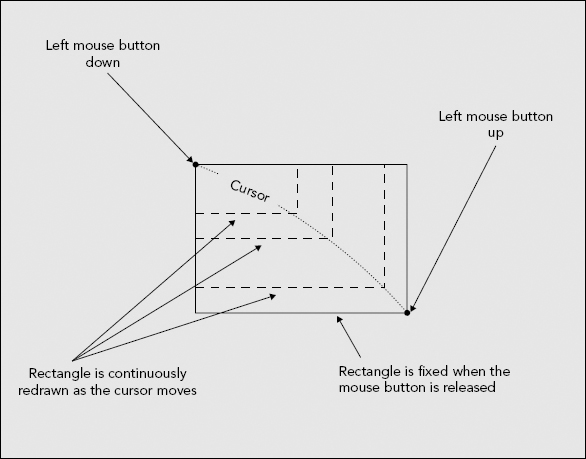 Left mouse button
down
Left mouse button
up
Cursor
Rectangle is continuously
redrawn as the cursor moves
Rectangle is fixed when the
mouse button is released